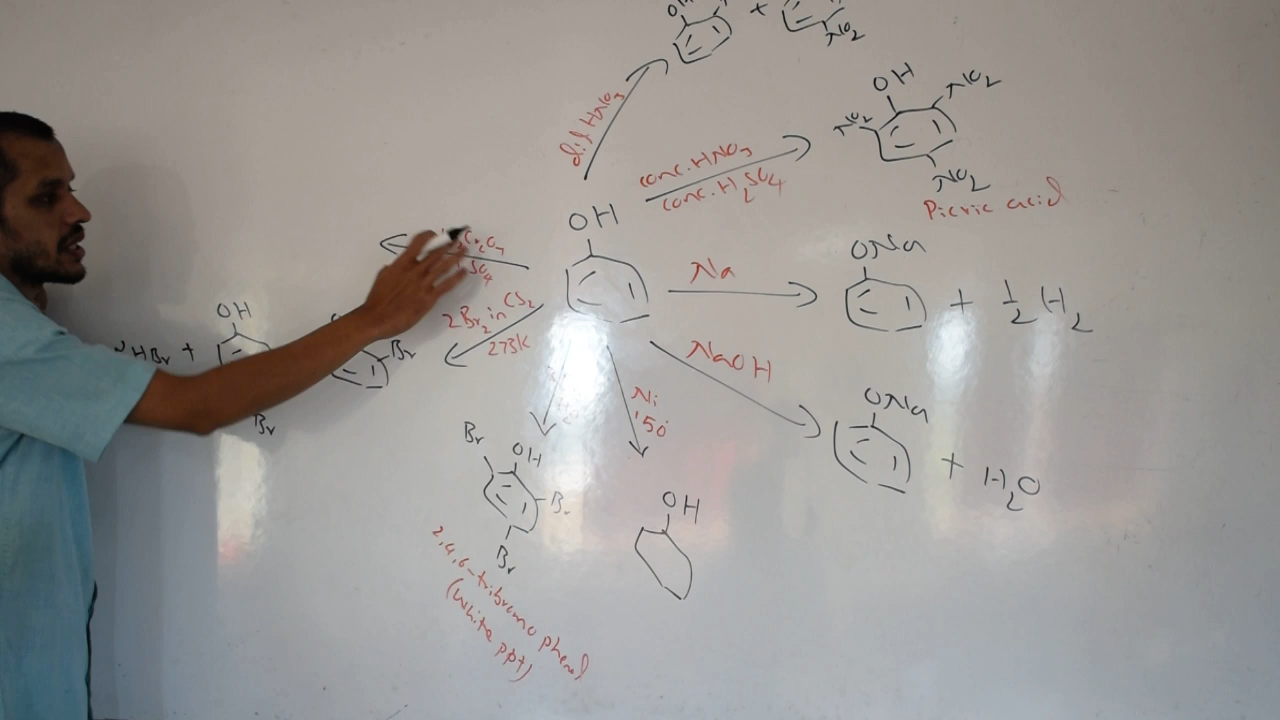 +
NO2
dil HNO3
OH
NO2
NO2
NO2
Picric acid
conc. HNO3
conc. H2SO4
OH
Na
ONa
+ 1/2 H2
NaOH
ONa
+ H2O
2Br2 in CS2
273K
OH
HBr +
Br
Br
Ni
150
OH
Br
OH
Br
Br
2,4,6-tribromo phenol
(white ppt)